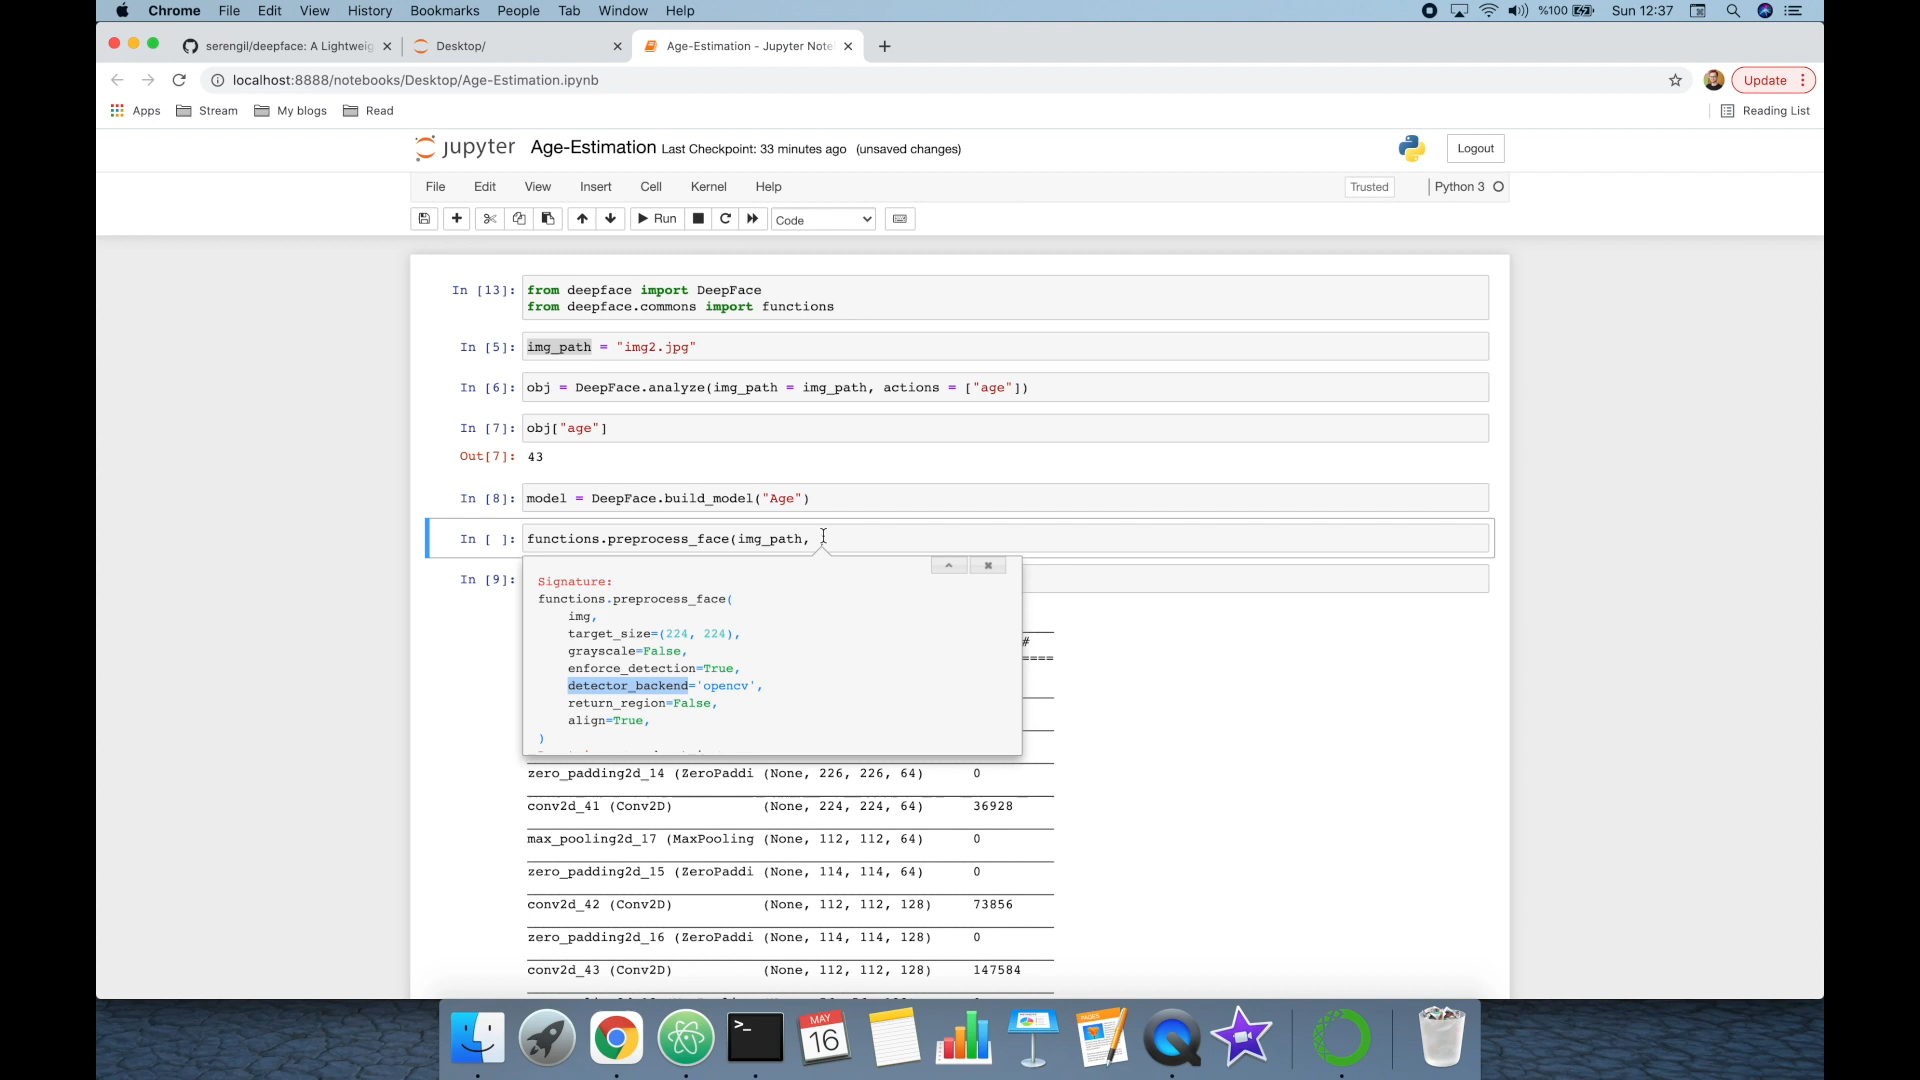 Chrome File Edit View History Bookmarks People Tab Window Help %100 Sun 12:37
serengil/deepface: A Lightweig Desktop/ Age-Estimation - Jupyter Note
localhost:8888/notebooks/Desktop/Age-Estimation.ipynb Update
Apps Stream My blogs Read Reading List
jupyter Age-Estimation Last Checkpoint: 33 minutes ago (unsaved changes) Logout
File Edit View Insert Cell Kernel Help Trusted Python 3
Run Code
In [13]: from deepface import DeepFace
from deepface.commons import functions
In [5]: img_path = "img2.jpg"
In [6]: obj = DeepFace.analyze(img_path = img_path, actions = ["age"])
In [7]: obj["age"]
Out[7]: 43
In [8]: model = DeepFace.build_model("Age")
In [ ]: functions.preprocess_face(img_path,
In [9]:
Signature:
functions.preprocess_face(
img,
target_size=(224, 224),
grayscale=False,
enforce_detection=True,
detector_backend='opencv',
return_region=False,
align=True,
)
#
====
zero_padding2d_14 (ZeroPaddi (None, 226, 226, 64) 0
conv2d_41 (Conv2D) (None, 224, 224, 64) 36928
max_pooling2d_17 (MaxPooling (None, 112, 112, 64) 0
zero_padding2d_15 (ZeroPaddi (None, 114, 114, 64) 0
conv2d_42 (Conv2D) (None, 112, 112, 128) 73856
zero_padding2d_16 (ZeroPaddi (None, 114, 114, 128) 0
conv2d_43 (Conv2D) (None, 112, 112, 128) 147584
>_
MAY
16
PAGES